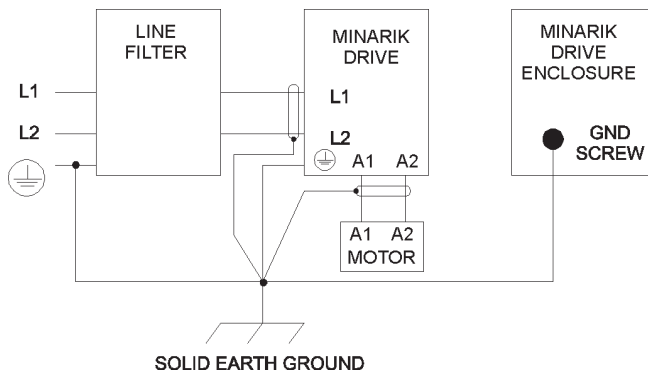 LINE
FILTER
MINARIK
DRIVE
MINARIK
DRIVE
ENCLOSURE
L1
L1
L2
L2
GND
SCREW
A1 A2
A1 A2
MOTOR
SOLID EARTH GROUND